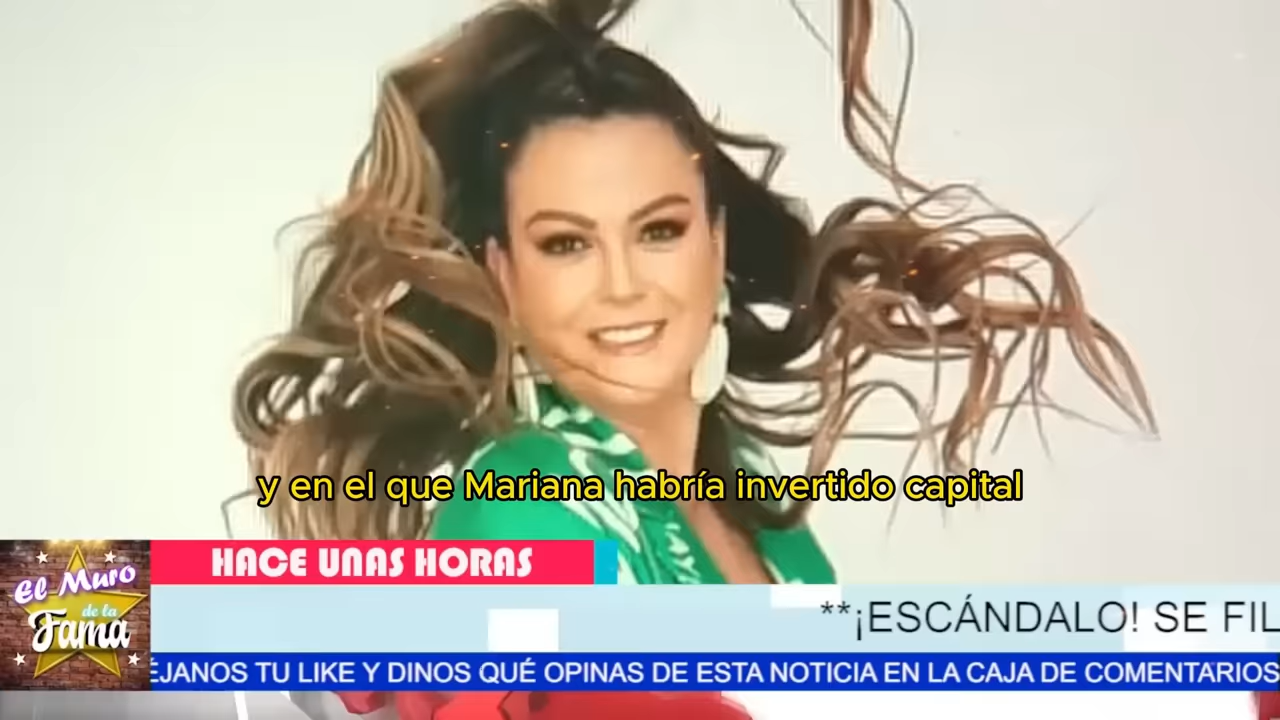 y en el que Mariana habría invertido capital
HACE UNAS HORAS
El Muro
de la
Fama
**¡ESCÁNDALO! SE FIL
ÉJANOS TU LIKE Y DINOS QUÉ OPINAS DE ESTA NOTICIA EN LA CAJA DE COMENTARIOS